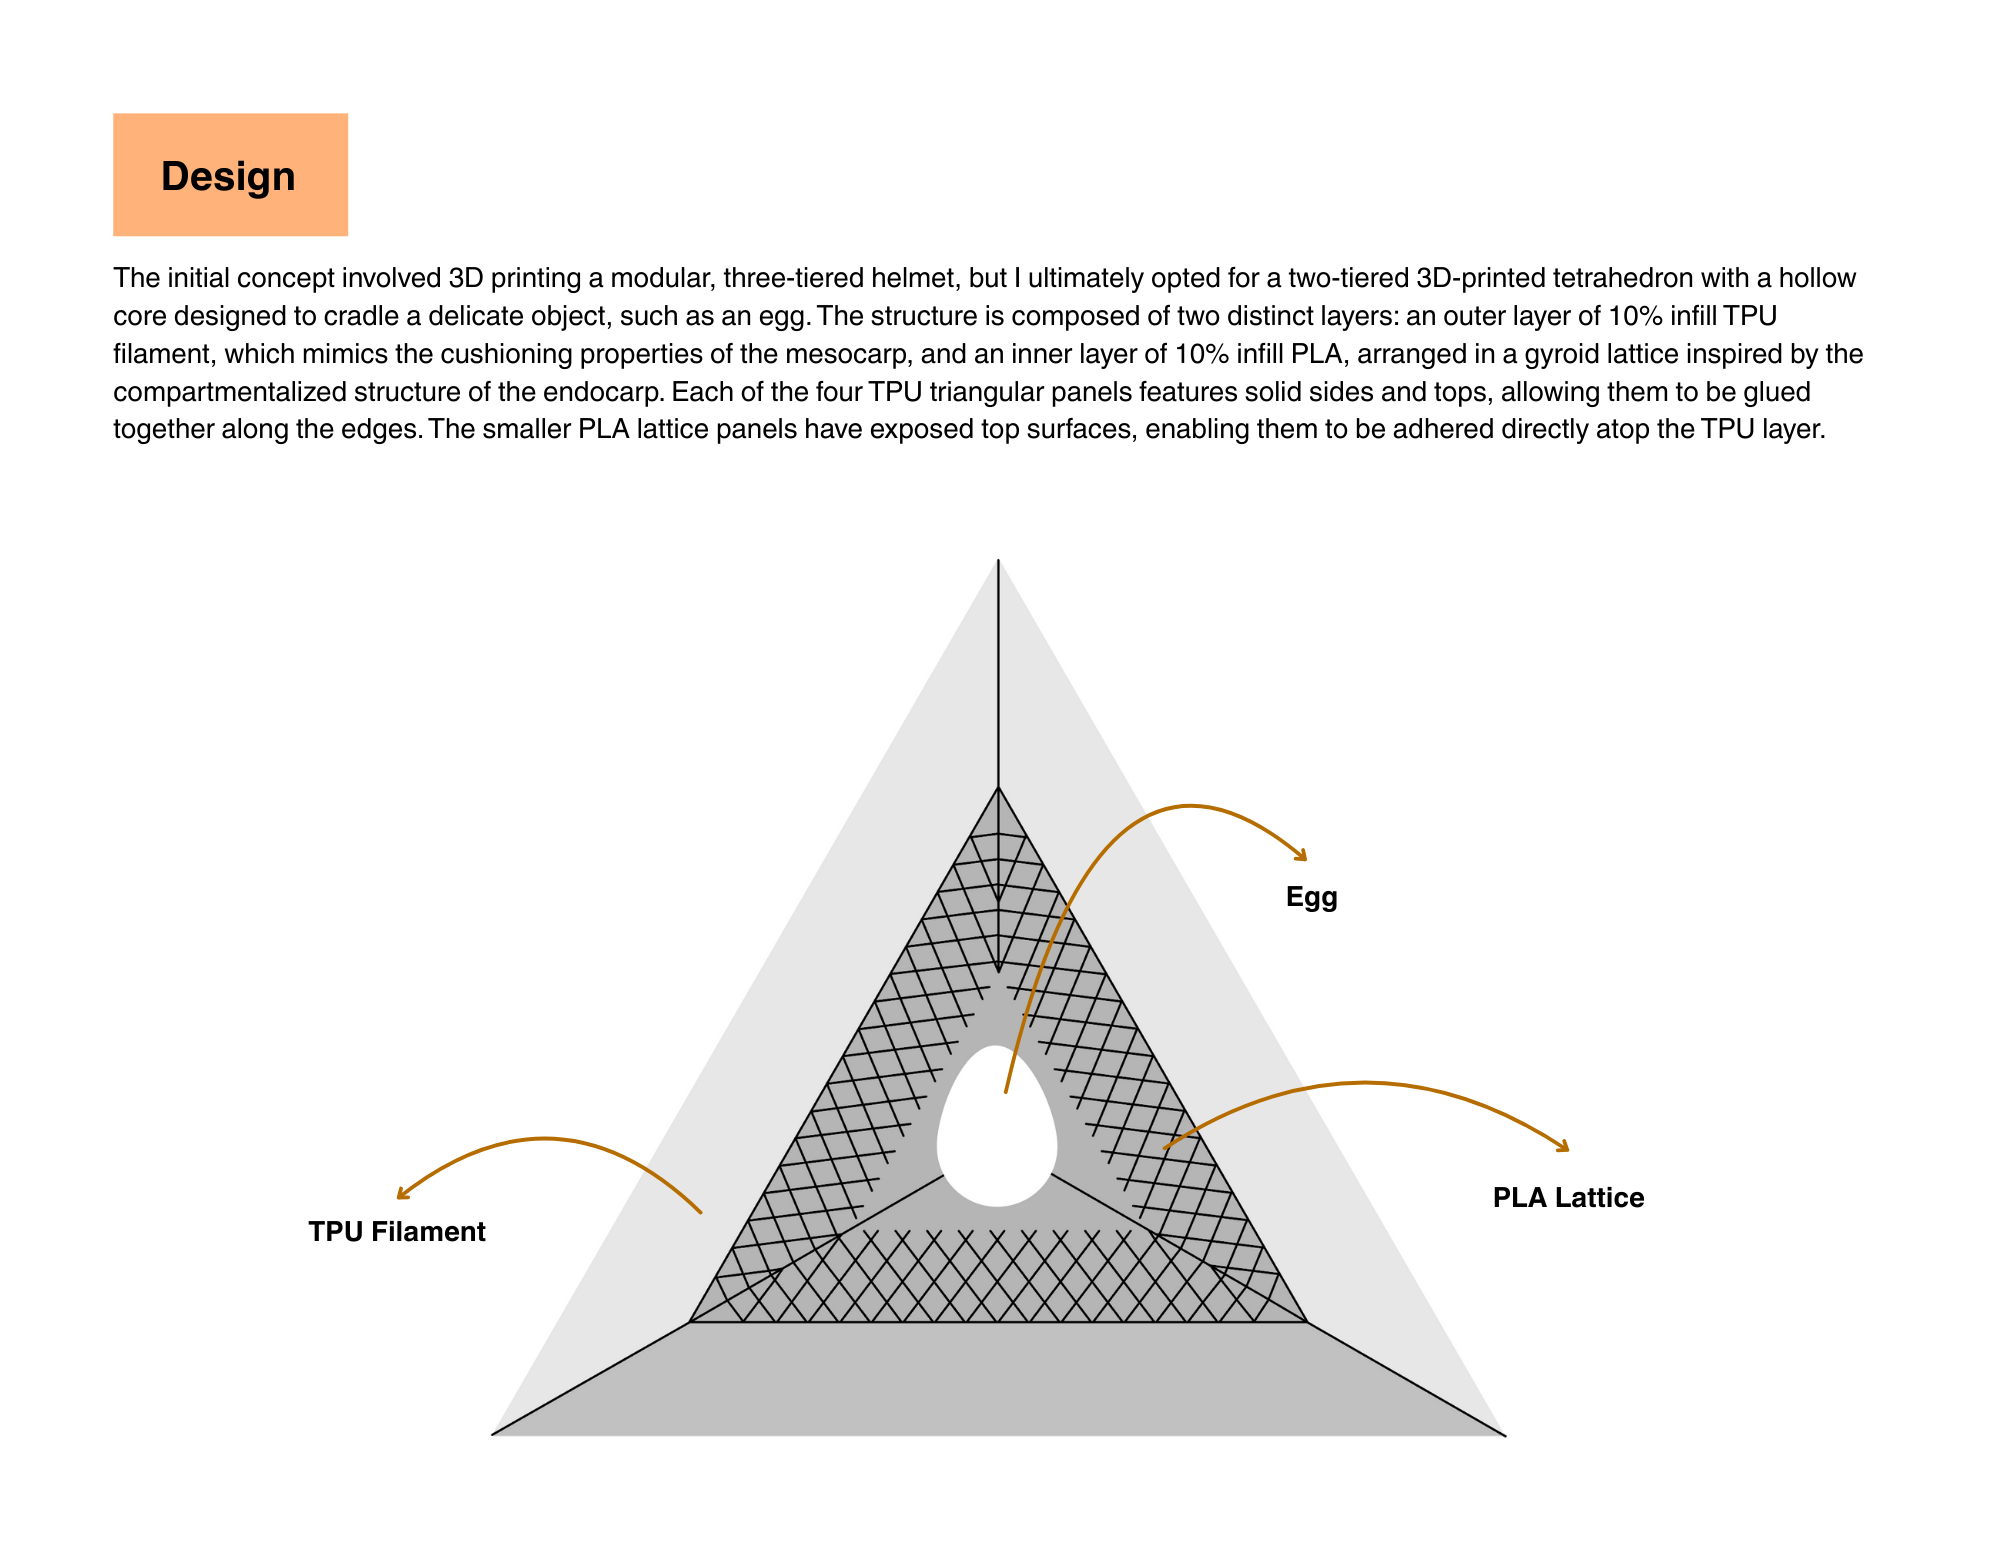 Design
The initial concept involved 3D printing a modular, three-tiered helmet, but I ultimately opted for a two-tiered 3D-printed tetrahedron with a hollow
core designed to cradle a delicate object, such as an egg. The structure is composed of two distinct layers: an outer layer of 10% infill TPU
filament, which mimics the cushioning properties of the mesocarp, and an inner layer of 10% infill PLA, arranged in a gyroid lattice inspired by the
compartmentalized structure of the endocarp. Each of the four TPU triangular panels features solid sides and tops, allowing them to be glued
together along the edges. The smaller PLA lattice panels have exposed top surfaces, enabling them to be adhered directly atop the TPU layer.
Egg
PLA Lattice
TPU Filament